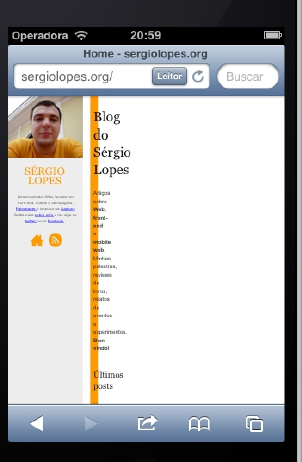 Operadora 20:59
Home - sergiolopes.org
sergiolopes.org/ Leitor Buscar
SÉRGIO
LOPES
Blog
do
Sérgio
Lopes
Artigos
sobre
Web,
front-
end
e
mobile
web.
Minhas
palestras,
reviews
de
livros,
relatos
de
eventos
e
experimentos.
Bem
vindo!
Últimos
posts